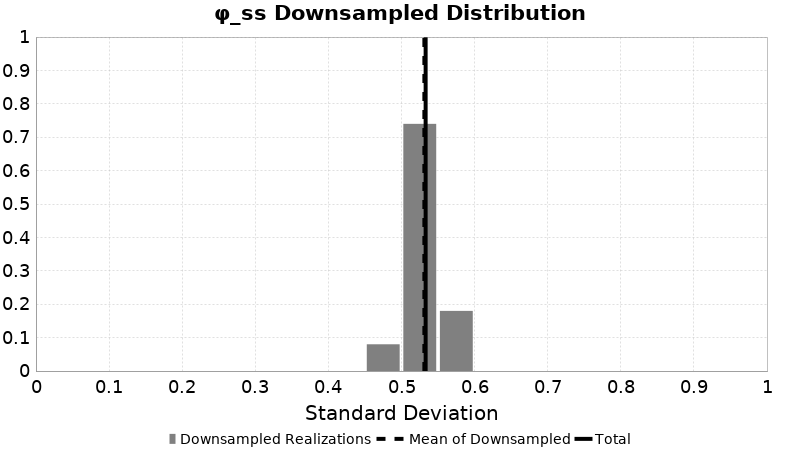 φ_ss Downsampled Distribution
1
0.9
0.8
0.7
0.6
0.5
0.4
0.3
0.2
0.1
0
0 0.1 0.2 0.3 0.4 0.5 0.6 0.7 0.8 0.9 1
Standard Deviation
Downsampled Realizations Mean of Downsampled Total